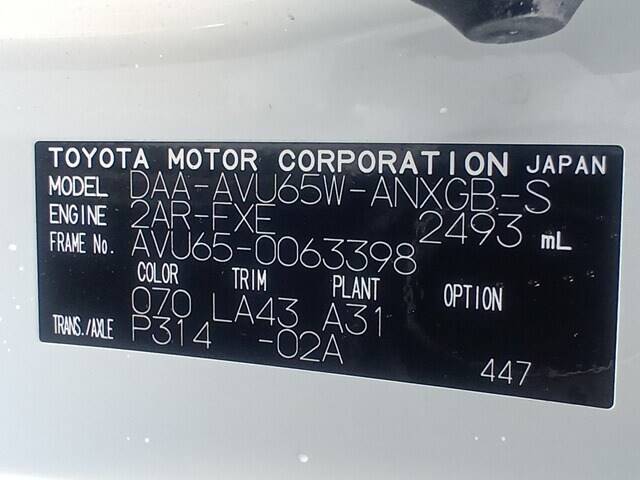 TOYOTA MOTOR CORPORATION JAPAN
MODEL DAA-AVU65W-ANXGB-S
ENGINE 2AR-FXE 2493 mL
FRAME No. AVU65-0063398
COLOR TRIM PLANT OPTION
070 LA43 A31
TRANS./AXLE P314 -02A
447